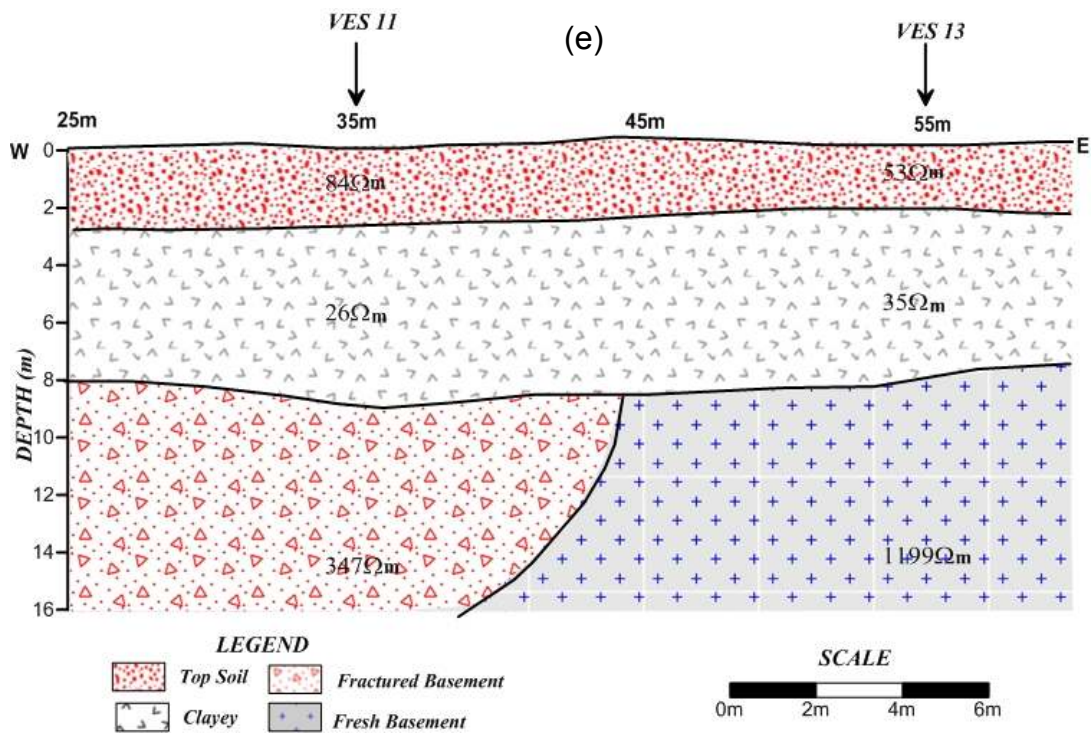 VES 11 (e) VES 13
25m 35m 45m 55m
W 0 E
84Ωm 53Ωm
2
4
26Ωm 35Ωm
6
8
DEPTH (m)
10
12
14
347Ωm 1199Ωm
16
LEGEND
Top Soil Fractured Basement
Clayey Fresh Basement
SCALE
0m 2m 4m 6m